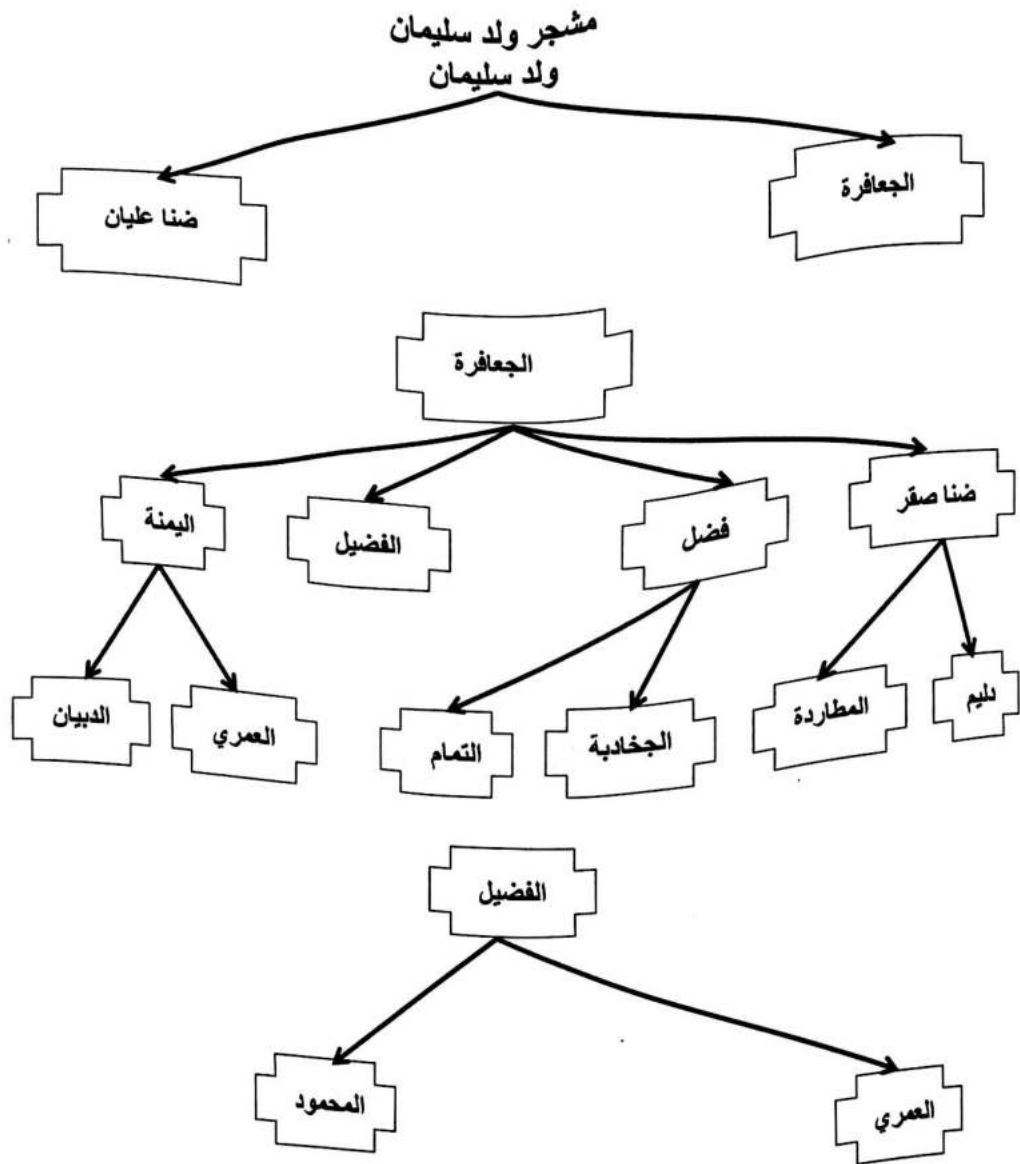 مشجر ولد سليمان
ولد سليمان
الجعافرة
ضنا عليان
الجعافرة
ضنا صقر
فضل
الفضيل
اليمنة
دليم
المطاردة
الجخادبة
التمام
العمري
الدبيان
الفضيل
العمري
المحمود